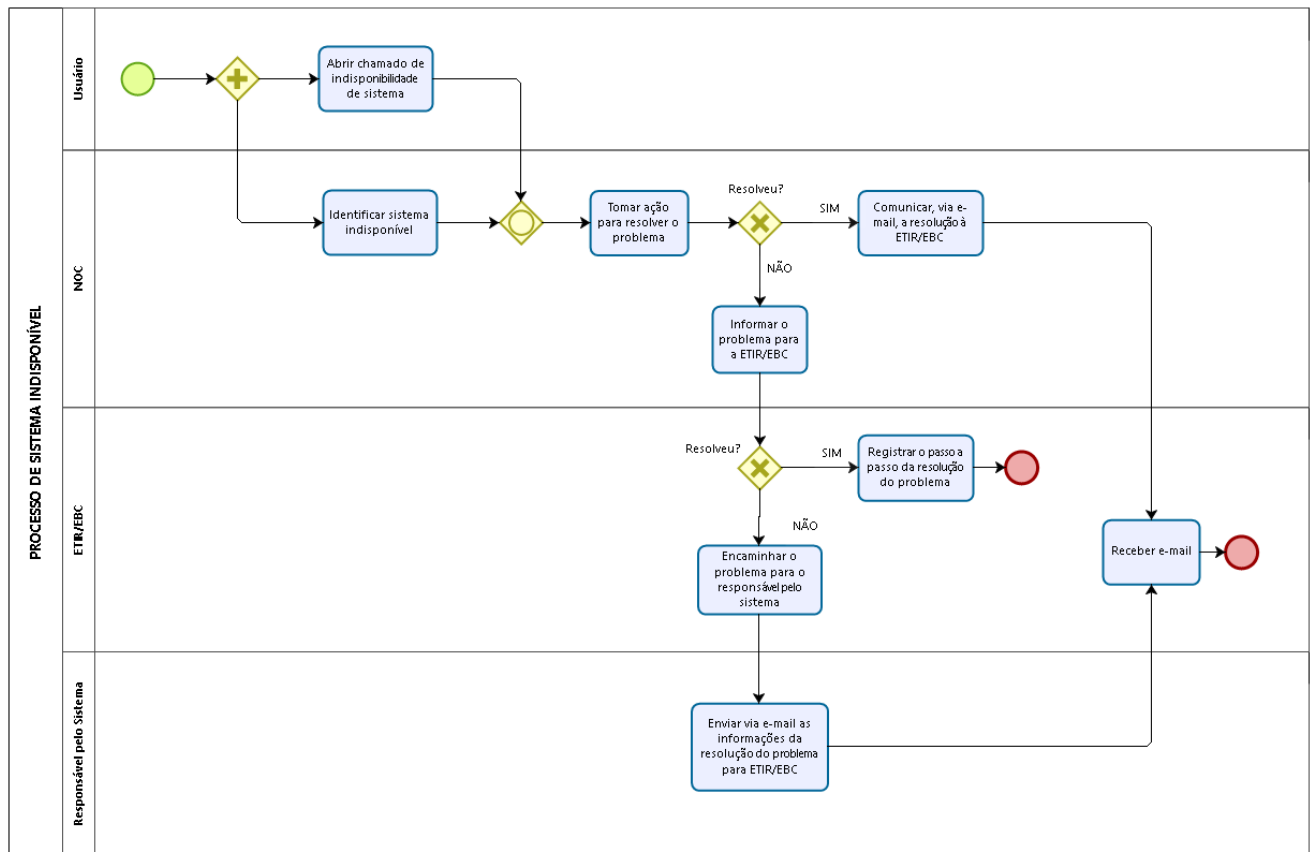 PROCESSO DE SISTEMA INDISPONÍVEL
Usuário
Abrir chamado de
indisponibilidade
de sistema
NOC
Identificar sistema
indisponível
Tomar ação
para resolver o
problema
Resolveu?
SIM
Comunicar, via e-
mail, a resolução à
ETIR/EBC
NÃO
Informar o
problema para
a ETIR/EBC
ETIR/EBC
Resolveu?
SIM
Registrar o passo a
passo da resolução
do problema
NÃO
Encaminhar o
problema para o
responsável pelo
sistema
Receber e-mail
Responsável pelo Sistema
Enviar via e-mail as
informações da
resolução do problema
para ETIR/EBC